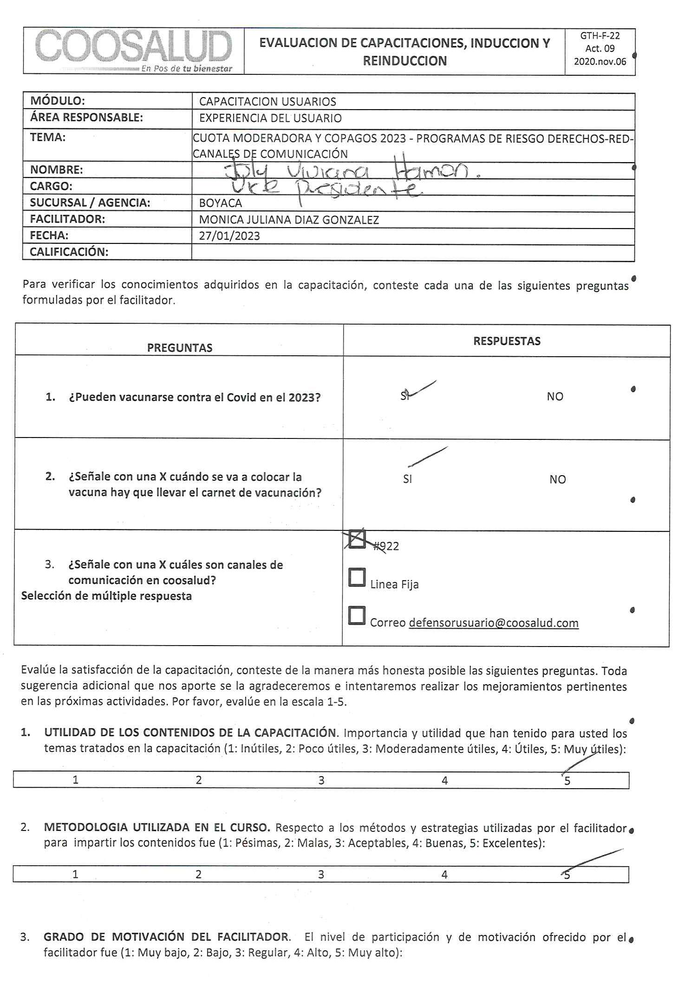 COOSALUD
En Pos de tu bienestar
EVALUACION DE CAPACITACIONES, INDUCCION Y
REINDUCCION
GTH-F-22
Act. 09
2020.nov.06
MÓDULO: CAPACITACION USUARIOS
ÁREA RESPONSABLE: EXPERIENCIA DEL USUARIO
TEMA: CUOTA MODERADORA Y COPAGOS 2023 - PROGRAMAS DE RIESGO DERECHOS-RED-
CANALES DE COMUNICACIÓN
NOMBRE: Viviana Hamon.
CARGO: presidente
SUCURSAL / AGENCIA: BOYACA
FACILITADOR: MONICA JULIANA DIAZ GONZALEZ
FECHA: 27/01/2023
CALIFICACIÓN:
Para verificar los conocimientos adquiridos en la capacitación, conteste cada una de las siguientes preguntas
formuladas por el facilitador.
PREGUNTAS RESPUESTAS
1. ¿Pueden vacunarse contra el Covid en el 2023? SI NO
2. ¿Señale con una X cuándo se va a colocar la
vacuna hay que llevar el carnet de vacunación? SI NO
3. ¿Señale con una X cuáles son canales de
comunicación en coosalud?
Selección de múltiple respuesta
#922
Linea Fija
Correo defensorusuario@coosalud.com
Evalúe la satisfacción de la capacitación, conteste de la manera más honesta posible las siguientes preguntas. Toda
sugerencia adicional que nos aporte se la agradeceremos e intentaremos realizar los mejoramientos pertinentes
en las próximas actividades. Por favor, evalúe en la escala 1-5.
1. UTILIDAD DE LOS CONTENIDOS DE LA CAPACITACIÓN. Importancia y utilidad que han tenido para usted los
temas tratados en la capacitación (1: Inútiles, 2: Poco útiles, 3: Moderadamente útiles, 4: Útiles, 5: Muy útiles):
1 2 3 4 5
2. METODOLOGIA UTILIZADA EN EL CURSO. Respecto a los métodos y estrategias utilizadas por el facilitador
para impartir los contenidos fue (1: Pésimas, 2: Malas, 3: Aceptables, 4: Buenas, 5: Excelentes):
1 2 3 4 5
3. GRADO DE MOTIVACIÓN DEL FACILITADOR. El nivel de participación y de motivación ofrecido por el
facilitador fue (1: Muy bajo, 2: Bajo, 3: Regular, 4: Alto, 5: Muy alto):